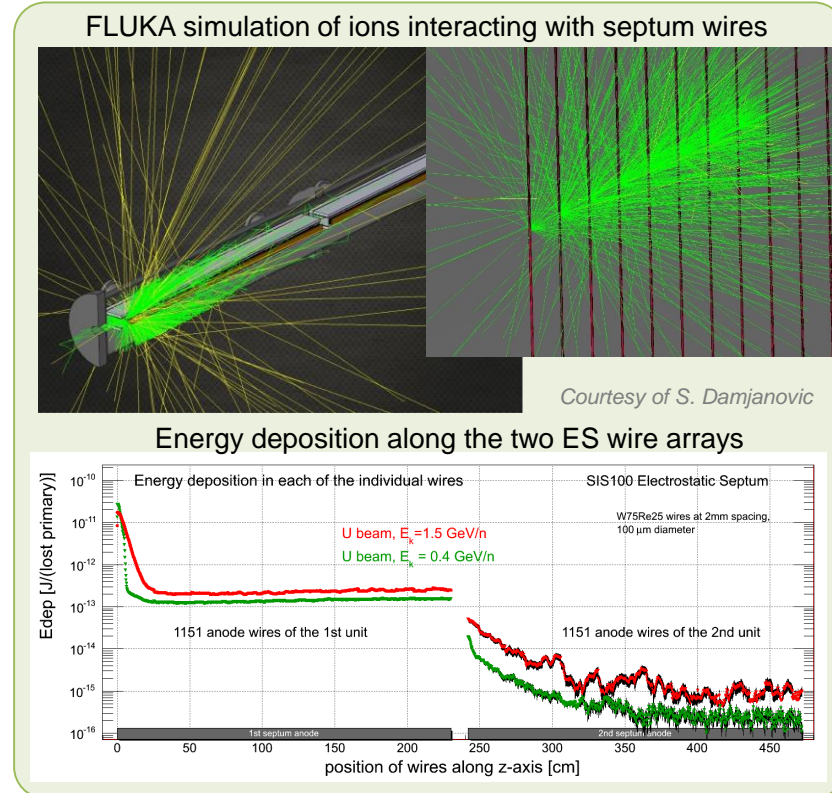 FLUKA simulation of ions interacting with septum wires
Courtesy of S. Damjanovic
Energy deposition along the two ES wire arrays
Edep [J/(lost primary)]
10⁻¹⁰
10⁻¹¹
10⁻¹²
10⁻¹³
10⁻¹⁴
10⁻¹⁵
10⁻¹⁶
Energy deposition in each of the individual wires
SIS100 Electrostatic Septum
W75Re25 wires at 2mm spacing,
100 μm diameter
U beam, Eₖ=1.5 GeV/n
U beam, Eₖ = 0.4 GeV/n
1151 anode wires of the 1st unit
1151 anode wires of the 2nd unit
1st septum anode
2nd septum anode
0 50 100 150 200 250 300 350 400 450
position of wires along z-axis [cm]